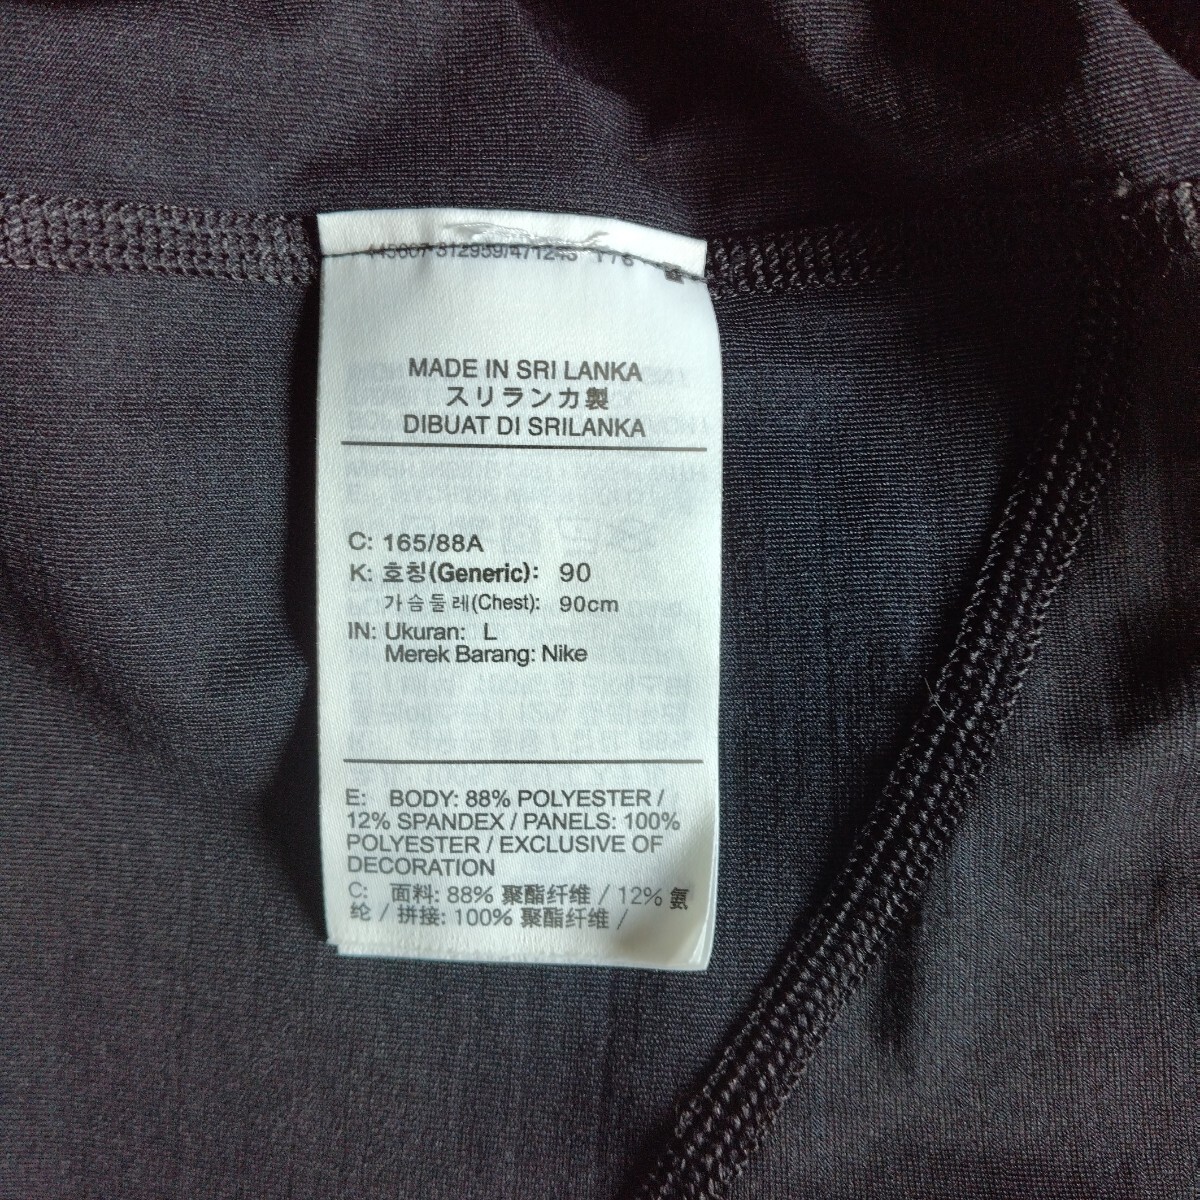 MADE IN SRI LANKA
スリランカ製
DIBUAT DI SRILANKA
C: 165/88A
K: 호칭(Generic): 90
가슴둘레(Chest): 90cm
IN: Ukuran: L
Merek Barang: Nike
E: BODY: 88% POLYESTER /
12% SPANDEX / PANELS: 100%
POLYESTER / EXCLUSIVE OF
DECORATION
C: 面料: 88% 聚酯纤维 / 12% 氨
纶 / 拼接: 100% 聚酯纤维 /